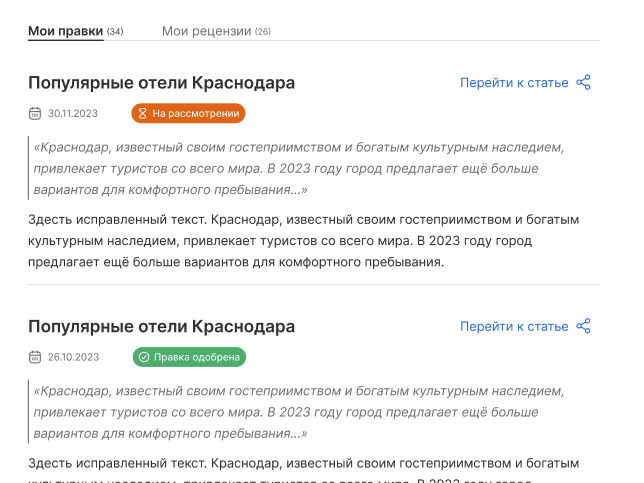 Мои правки (34) Мои рецензии (26)
Популярные отели Краснодара Перейти к статье
30.11.2023 На рассмотрении
«Краснодар, известный своим гостеприимством и богатым культурным наследием,
привлекает туристов со всего мира. В 2023 году город предлагает ещё больше
вариантов для комфортного пребывания...»
Здесь исправленный текст. Краснодар, известный своим гостеприимством и богатым
культурным наследием, привлекает туристов со всего мира. В 2023 году город
предлагает ещё больше вариантов для комфортного пребывания.
Популярные отели Краснодара Перейти к статье
26.10.2023 Правка одобрена
«Краснодар, известный своим гостеприимством и богатым культурным наследием,
привлекает туристов со всего мира. В 2023 году город предлагает ещё больше
вариантов для комфортного пребывания...»
Здесь исправленный текст. Краснодар, известный своим гостеприимством и богатым